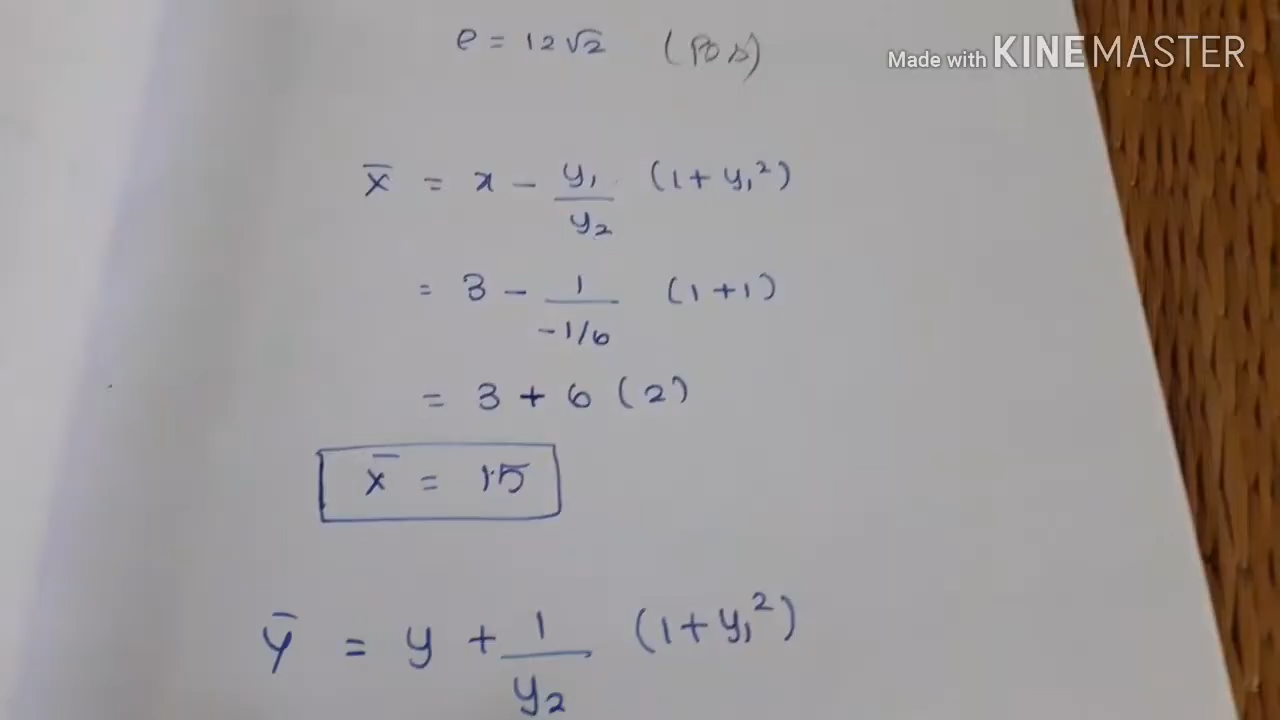 ρ = 12√2 (Pos)
Made with KINEMASTER
x̄ = x - y₁/y₂ (1 + y₁²)
= 3 - 1/(-1/6) (1+1)
= 3 + 6 (2)
x̄ = 15
ȳ = y + 1/y₂ (1 + y₁²)